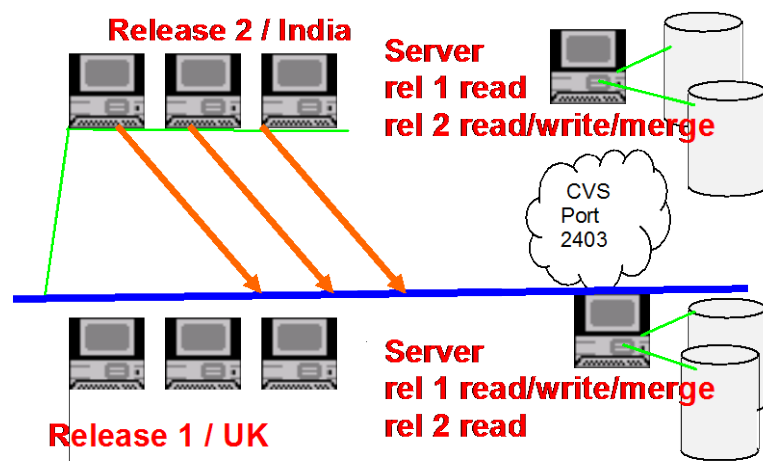 Release 2 / India
Server
rel 1 read
rel 2 read/write/merge
CVS
Port
2403
Server
rel 1 read/write/merge
rel 2 read
Release 1 / UK